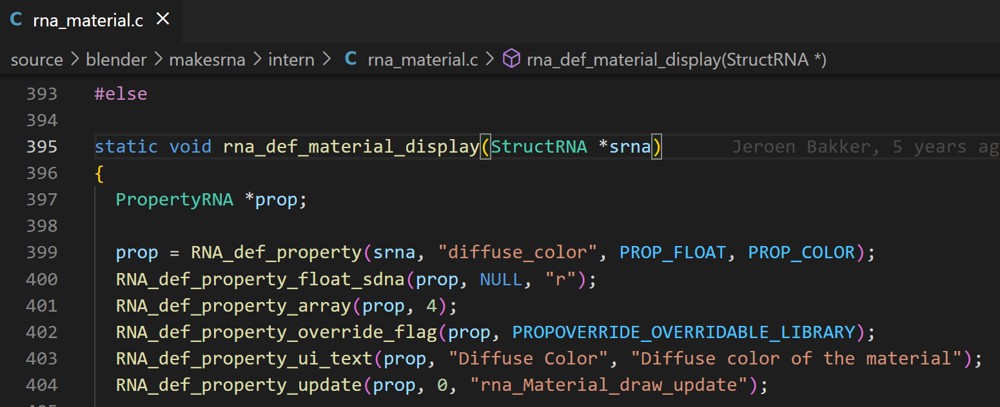 C rna_material.c ×
source > blender > makesrna > intern > C rna_material.c > rna_def_material_display(StructRNA *)
393 #else
394
395 static void rna_def_material_display(StructRNA *srna) Jeroen Bakker, 5 years ag
396 {
397 PropertyRNA *prop;
398
399 prop = RNA_def_property(srna, "diffuse_color", PROP_FLOAT, PROP_COLOR);
400 RNA_def_property_float_sdna(prop, NULL, "r");
401 RNA_def_property_array(prop, 4);
402 RNA_def_property_override_flag(prop, PROPOVERRIDE_OVERRIDABLE_LIBRARY);
403 RNA_def_property_ui_text(prop, "Diffuse Color", "Diffuse color of the material");
404 RNA_def_property_update(prop, 0, "rna_Material_draw_update");